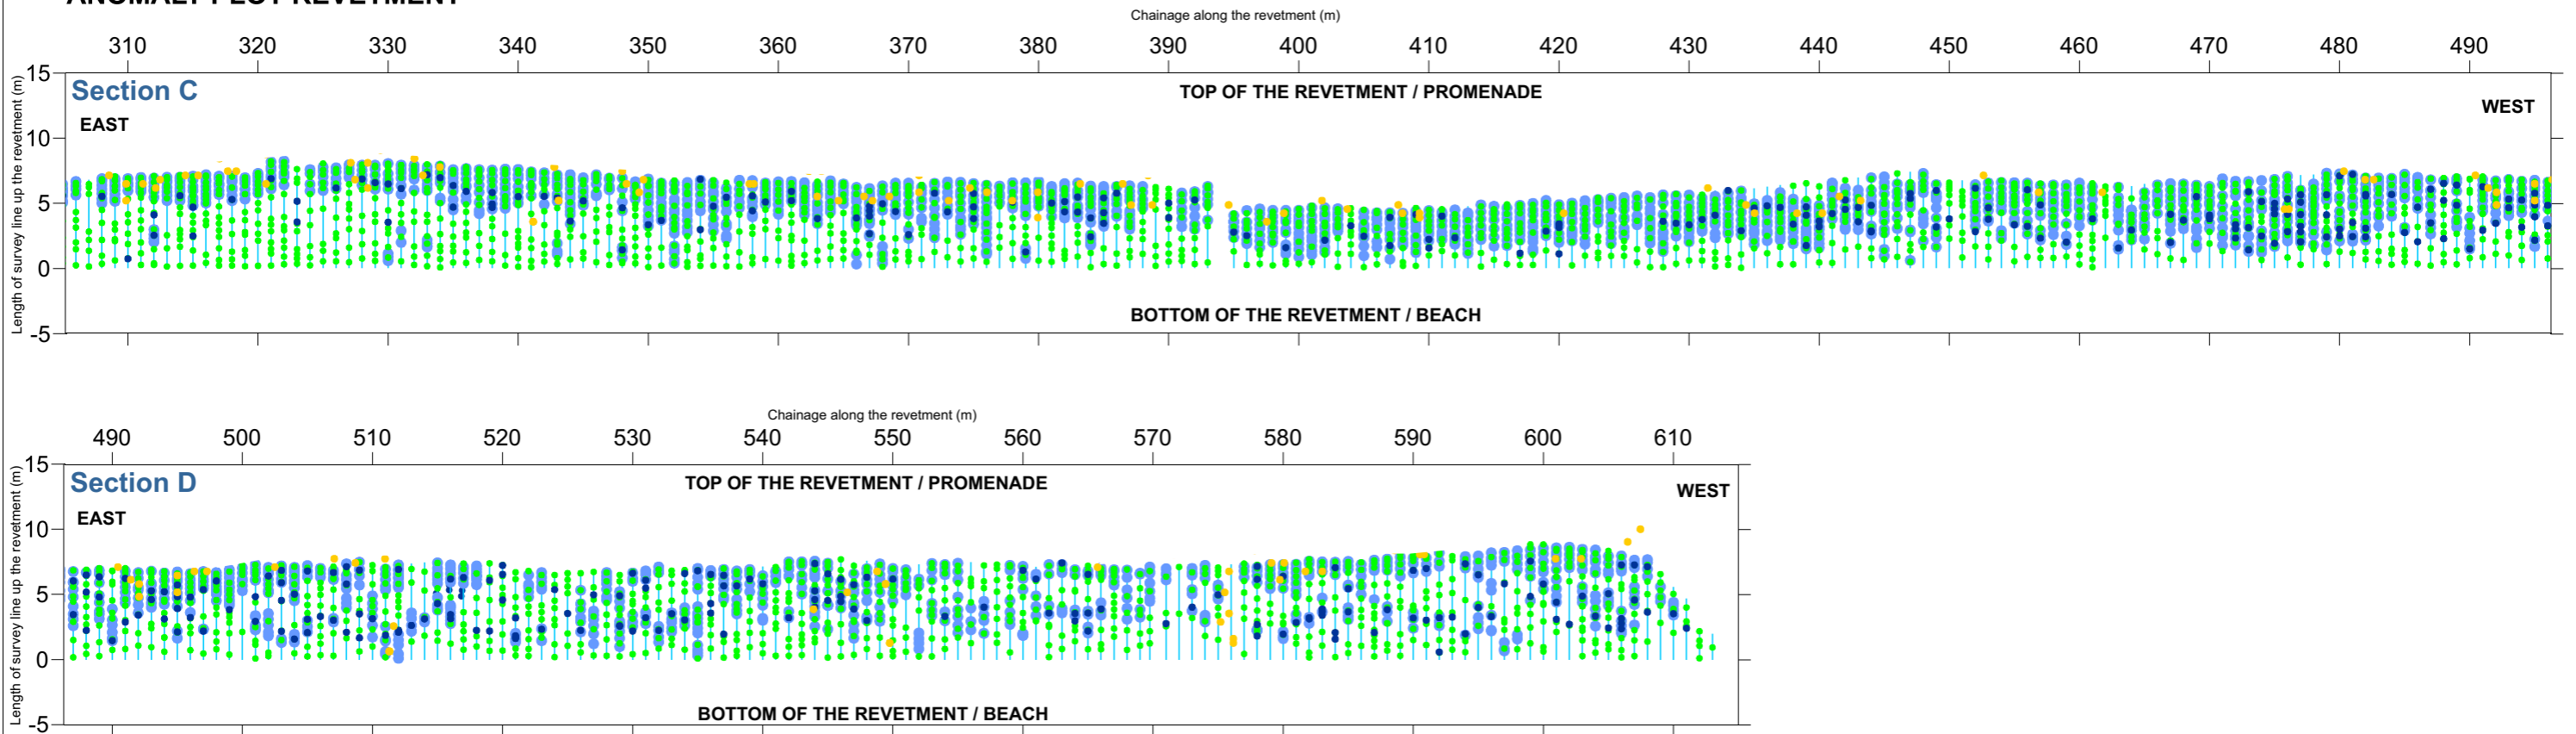 ANOMALY PLOT REVETMENT
Chainage along the revetment (m)
310 320 330 340 350 360 370 380 390 400 410 420 430 440 450 460 470 480 490
15
Section C
TOP OF THE REVETMENT / PROMENADE
WEST
EAST
10
5
0
Length of survey line up the revetment (m)
BOTTOM OF THE REVETMENT / BEACH
-5
Chainage along the revetment (m)
490 500 510 520 530 540 550 560 570 580 590 600 610
15
Section D
TOP OF THE REVETMENT / PROMENADE
WEST
EAST
10
5
0
Length of survey line up the revetment (m)
BOTTOM OF THE REVETMENT / BEACH
-5